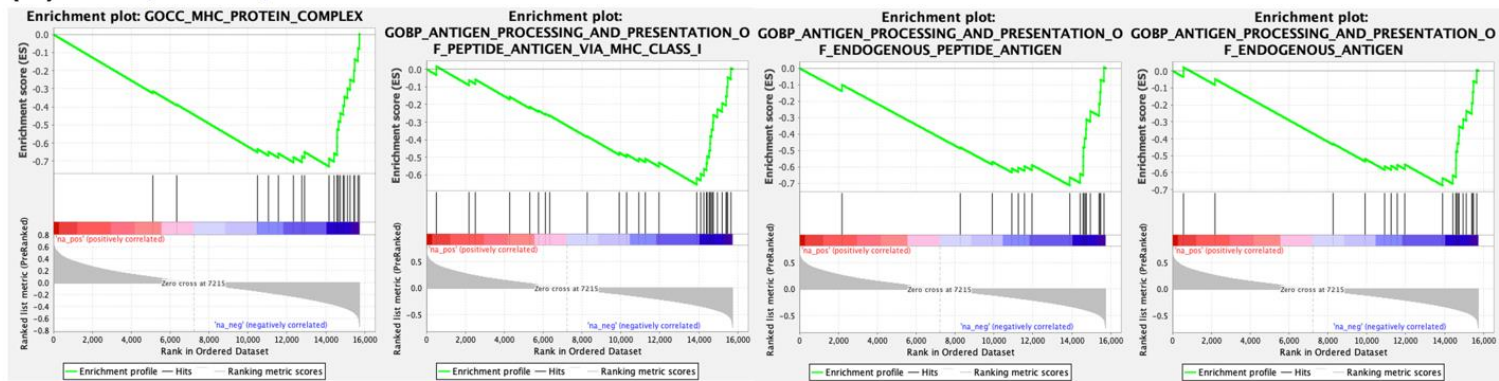 Enrichment plot: GOCC_MHC_PROTEIN_COMPLEX
Enrichment score (ES)
0.0
-0.1
-0.2
-0.3
-0.4
-0.5
-0.6
-0.7
'na_pos' (positively correlated)
Ranked list metric (PreRanked)
0.8
0.6
0.4
0.2
0.0
-0.2
-0.4
-0.6
-0.8
Zero cross at 7215
'na_neg' (negatively correlated)
0 2,000 4,000 6,000 8,000 10,000 12,000 14,000 16,000
Rank in Ordered Dataset
Enrichment profile Hits Ranking metric scores
Enrichment plot:
GOBP_ANTIGEN_PROCESSING_AND_PRESENTATION_O
F_PEPTIDE_ANTIGEN_VIA_MHC_CLASS_I
Enrichment score (ES)
0.0
-0.1
-0.2
-0.3
-0.4
-0.5
-0.6
'na_pos' (positively correlated)
Ranked list metric (PreRanked)
0.5
0.0
-0.5
Zero cross at 7215
'na_neg' (negatively correlated)
0 2,000 4,000 6,000 8,000 10,000 12,000 14,000 16,000
Rank in Ordered Dataset
Enrichment profile Hits Ranking metric scores
Enrichment plot:
GOBP_ANTIGEN_PROCESSING_AND_PRESENTATION_O
F_ENDOGENOUS_PEPTIDE_ANTIGEN
Enrichment score (ES)
0.0
-0.1
-0.2
-0.3
-0.4
-0.5
-0.6
-0.7
'na_pos' (positively correlated)
Ranked list metric (PreRanked)
0.5
0.0
-0.5
Zero cross at 7215
'na_neg' (negatively correlated)
0 2,000 4,000 6,000 8,000 10,000 12,000 14,000 16,000
Rank in Ordered Dataset
Enrichment profile Hits Ranking metric scores
Enrichment plot:
GOBP_ANTIGEN_PROCESSING_AND_PRESENTATION_O
F_ENDOGENOUS_ANTIGEN
Enrichment score (ES)
0.0
-0.1
-0.2
-0.3
-0.4
-0.5
-0.6
-0.7
'na_pos' (positively correlated)
Ranked list metric (PreRanked)
0.5
0.0
-0.5
Zero cross at 7215
'na_neg' (negatively correlated)
0 2,000 4,000 6,000 8,000 10,000 12,000 14,000 16,000
Rank in Ordered Dataset
Enrichment profile Hits Ranking metric scores